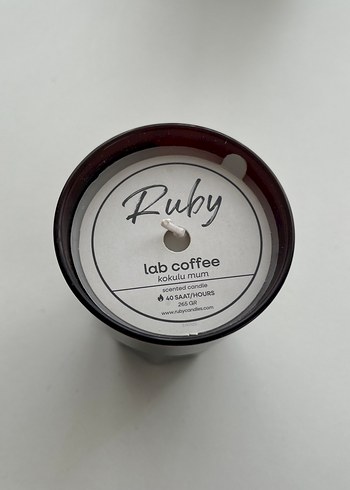 Ruby
lab coffee
kokulu mum
scented candle
40 SAAT/HOURS
265 GR
www.rubycandles.com